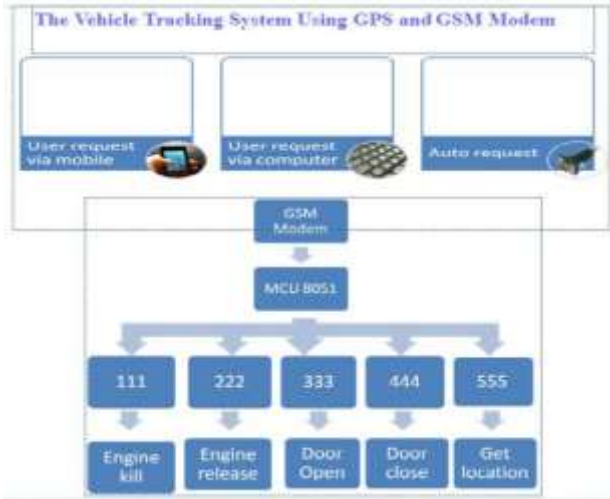 The Vehicle Tracking System Using GPS and GSM Modem
User request
via mobile
User request
via computer
Auto request
GSM
Modem
MCU 8051
111
222
333
444
555
Engine
kill
Engine
release
Door
Open
Door
close
Get
location